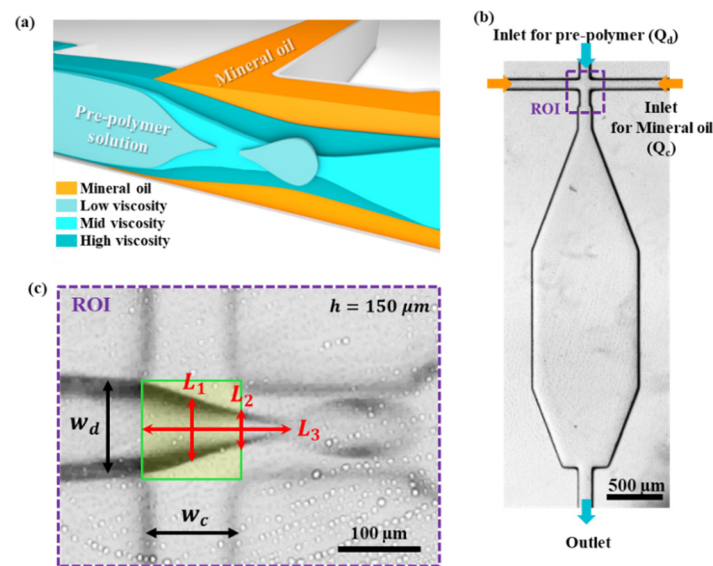 (a)
Mineral oil
Pre-polymer
solution
Mineral oil
Low viscosity
Mid viscosity
High viscosity
(b)
Inlet for pre-polymer (Qd)
ROI
Inlet
for Mineral oil
(Qc)
500 μm
Outlet
(c)
ROI
h = 150 μm
L1
L2
L3
wd
wc
100 μm